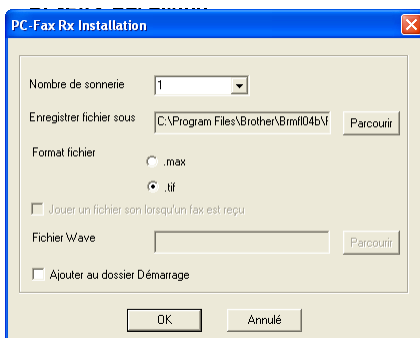 PC-Fax Rx Installation
Nombre de sonnerie 1
Enregistrer fichier sous C:\Program Files\Brother\Brmfl04b\F Parcourir
Format fichier
.max
.tif
Jouer un fichier son lorsqu'un fax est reçu
Fichier Wave Parcourir
Ajouter au dossier Démarrage
OK Annulé